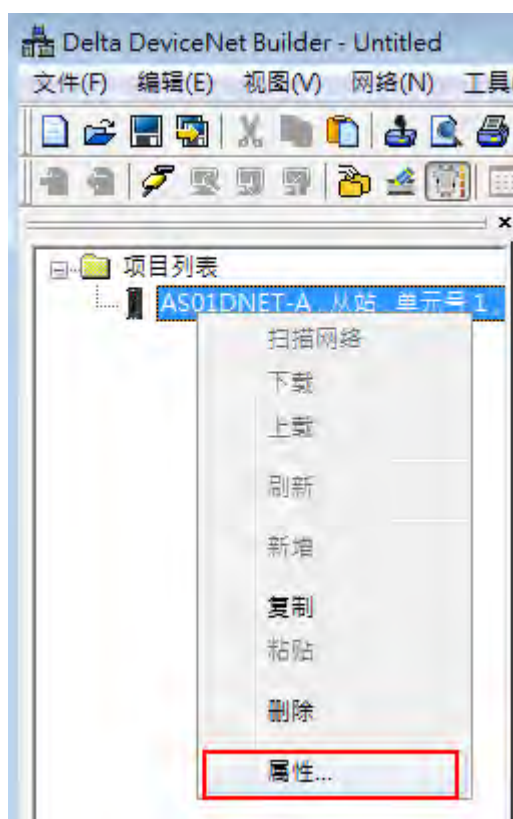 Delta DeviceNet Builder - Untitled
文件(F) 编辑(E) 视图(V) 网络(N) 工具
项目列表
AS01DNET-A 从站 单元号 1
扫描网络
下载
上载
刷新
新增
复制
粘贴
删除
属性...